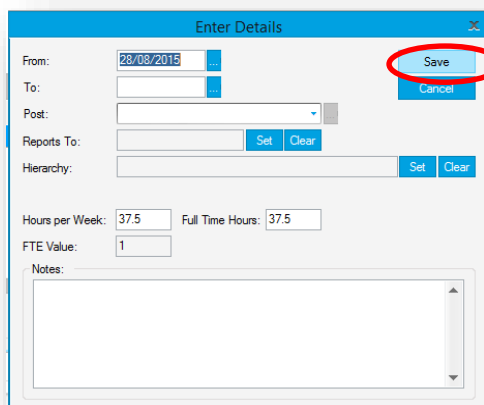 Enter Details
From: 28/08/2015 ... Save
To: ... Cancel
Post:
Reports To: Set Clear
Hierarchy: Set Clear
Hours per Week: 37.5 Full Time Hours: 37.5
FTE Value: 1
Notes: